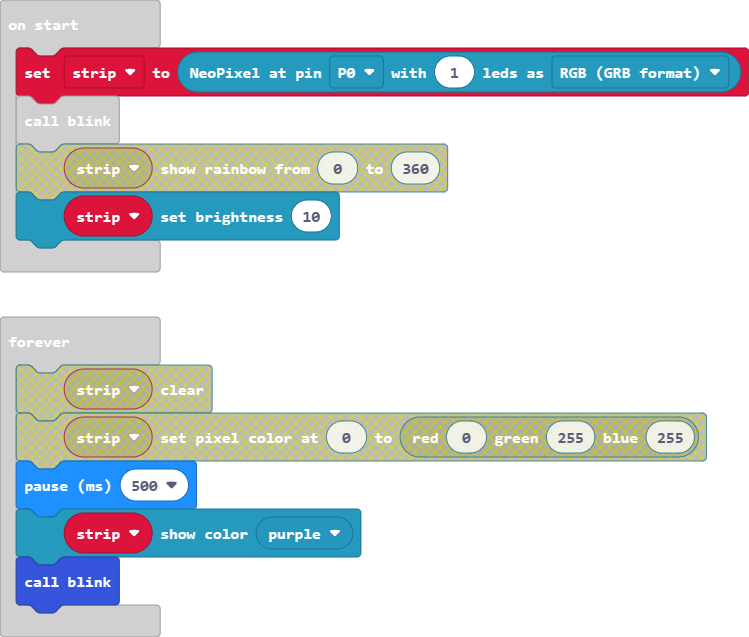 on start
set strip to NeoPixel at pin P0 with 1 leds as RGB (GRB format)
call blink
strip show rainbow from 0 to 360
strip set brightness 10
forever
strip clear
strip set pixel color at 0 to red 0 green 255 blue 255
pause (ms) 500
strip show color purple
call blink